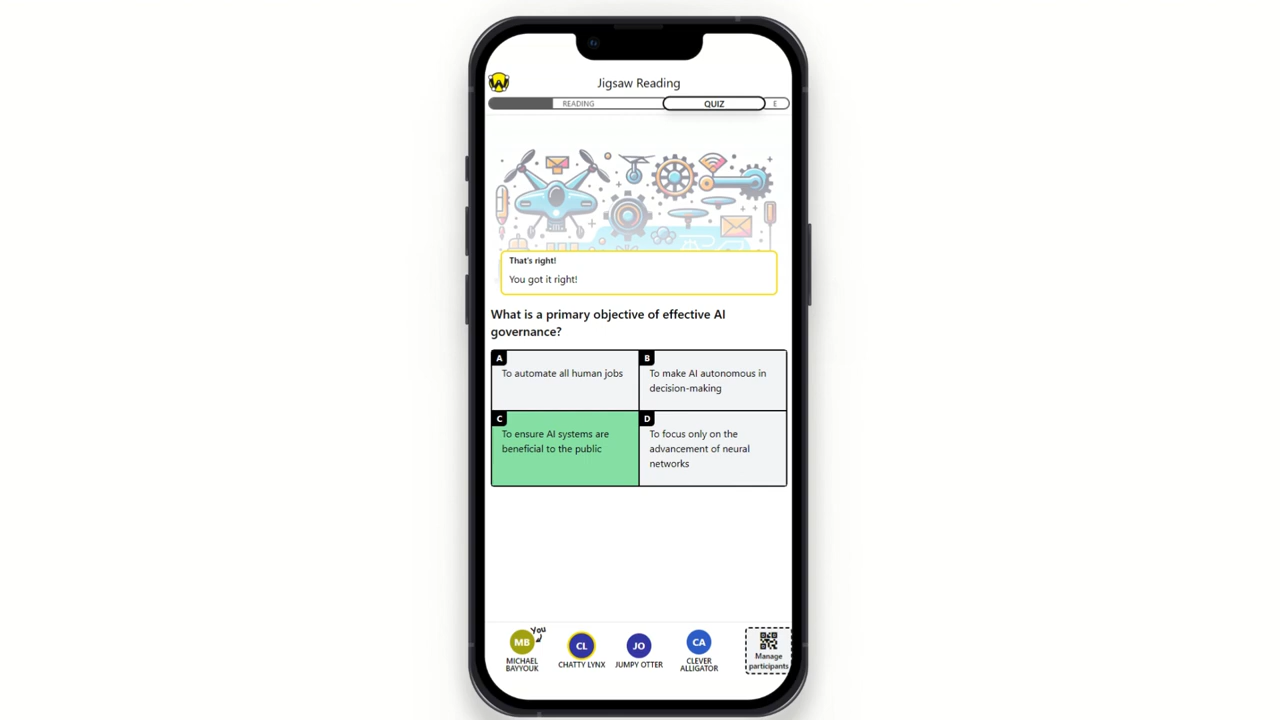 Jigsaw Reading
READING
QUIZ
E
That's right!
You got it right!
What is a primary objective of effective AI
governance?
A
To automate all human jobs
B
To make AI autonomous in
decision-making
C
To ensure AI systems are
beneficial to the public
D
To focus only on the
advancement of neural
networks
MB
You
MICHAEL
BAYYOUK
CL
CHATTY LYNX
JO
JUMPY OTTER
CA
CLEVER
ALLIGATOR
Manage
participants